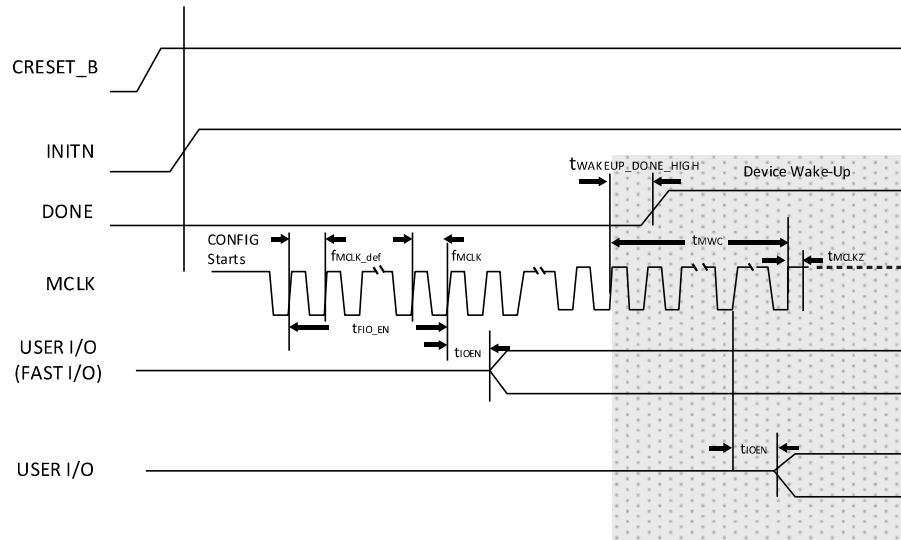 CRESET_B
INITN
tWAKEUP_DONE_HIGH
Device Wake-Up
DONE
CONFIG
Starts
fMCLK_def
fMCLK
tMWC
tMCLKZ
MCLK
tFIO_EN
USER I/O
(FAST I/O)
tIOEN
USER I/O
tIOEN